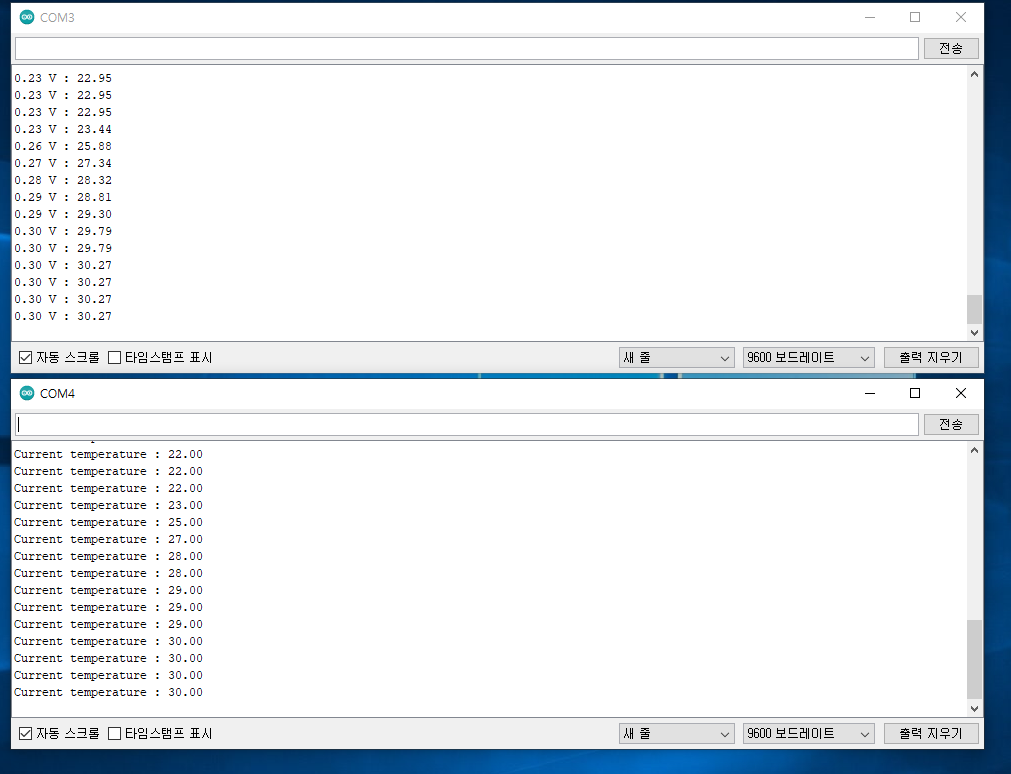 COM3
전송
0.23 V : 22.95
0.23 V : 22.95
0.23 V : 22.95
0.23 V : 23.44
0.26 V : 25.88
0.27 V : 27.34
0.28 V : 28.32
0.29 V : 28.81
0.29 V : 29.30
0.30 V : 29.79
0.30 V : 29.79
0.30 V : 30.27
0.30 V : 30.27
0.30 V : 30.27
0.30 V : 30.27
자동 스크롤 타임스탬프 표시 새 줄 9600 보드레이트 출력 지우기
COM4
전송
Current temperature : 22.00
Current temperature : 22.00
Current temperature : 22.00
Current temperature : 23.00
Current temperature : 25.00
Current temperature : 27.00
Current temperature : 28.00
Current temperature : 28.00
Current temperature : 29.00
Current temperature : 29.00
Current temperature : 29.00
Current temperature : 30.00
Current temperature : 30.00
Current temperature : 30.00
Current temperature : 30.00
자동 스크롤 타임스탬프 표시 새 줄 9600 보드레이트 출력 지우기